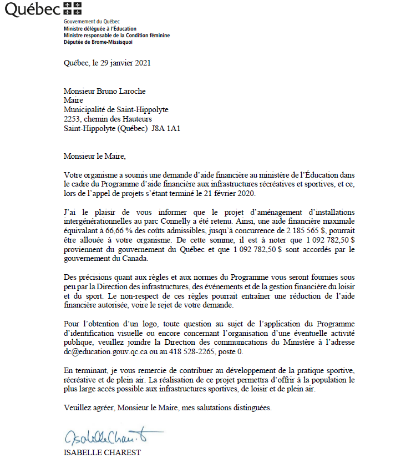 Québec
Gouvernement du Québec
Ministre déléguée à l'Éducation
Ministre responsable de la Condition féminine
Députée de Brome-Missisquoi
Québec, le 29 janvier 2021
Monsieur Bruno Laroche
Maire
Municipalité de Saint-Hippolyte
2253, chemin des Hauteurs
Saint-Hippolyte (Québec) J8A 1A1
Monsieur le Maire,
Votre organisme a soumis une demande d'aide financière au ministère de l'Éducation dans
le cadre du Programme d'aide financière aux infrastructures récréatives et sportives, et ce,
lors de l'appel de projets s'étant terminé le 21 février 2020.
J'ai le plaisir de vous informer que le projet d'aménagement d'installations
intergénérationnelles au parc Connelly a été retenu. Ainsi, une aide financière maximale
équivalant à 66,66 % des coûts admissibles, jusqu'à concurrence de 2 185 565 $, pourrait
être allouée à votre organisme. De cette somme, il est à noter que 1 092 782,50 $
proviennent du gouvernement du Québec et que 1 092 782,50 $ sont accordés par le
gouvernement du Canada.
Des précisions quant aux règles et aux normes du Programme vous seront fournies sous
peu par la Direction des infrastructures, des événements et de la gestion financière du loisir
et du sport. Le non-respect de ces règles pourrait entraîner une réduction de l'aide
financière autorisée, voire le rejet de votre demande.
Pour l'obtention d'un logo, toute question au sujet de l'application du Programme
d'identification visuelle ou encore concernant l'organisation d'une éventuelle activité
publique, veuillez joindre la Direction des communications du Ministère à l'adresse
dc@education.gouv.qc.ca ou au 418 528-2265, poste 0.
En terminant, je vous remercie de contribuer au développement de la pratique sportive,
récréative et de plein air. La réalisation de ce projet permettra d'offrir à la population le
plus large accès possible aux infrastructures sportives, de loisir et de plein air.
Veuillez agréer, Monsieur le Maire, mes salutations distinguées.
Isabelle Charest
ISABELLE CHAREST